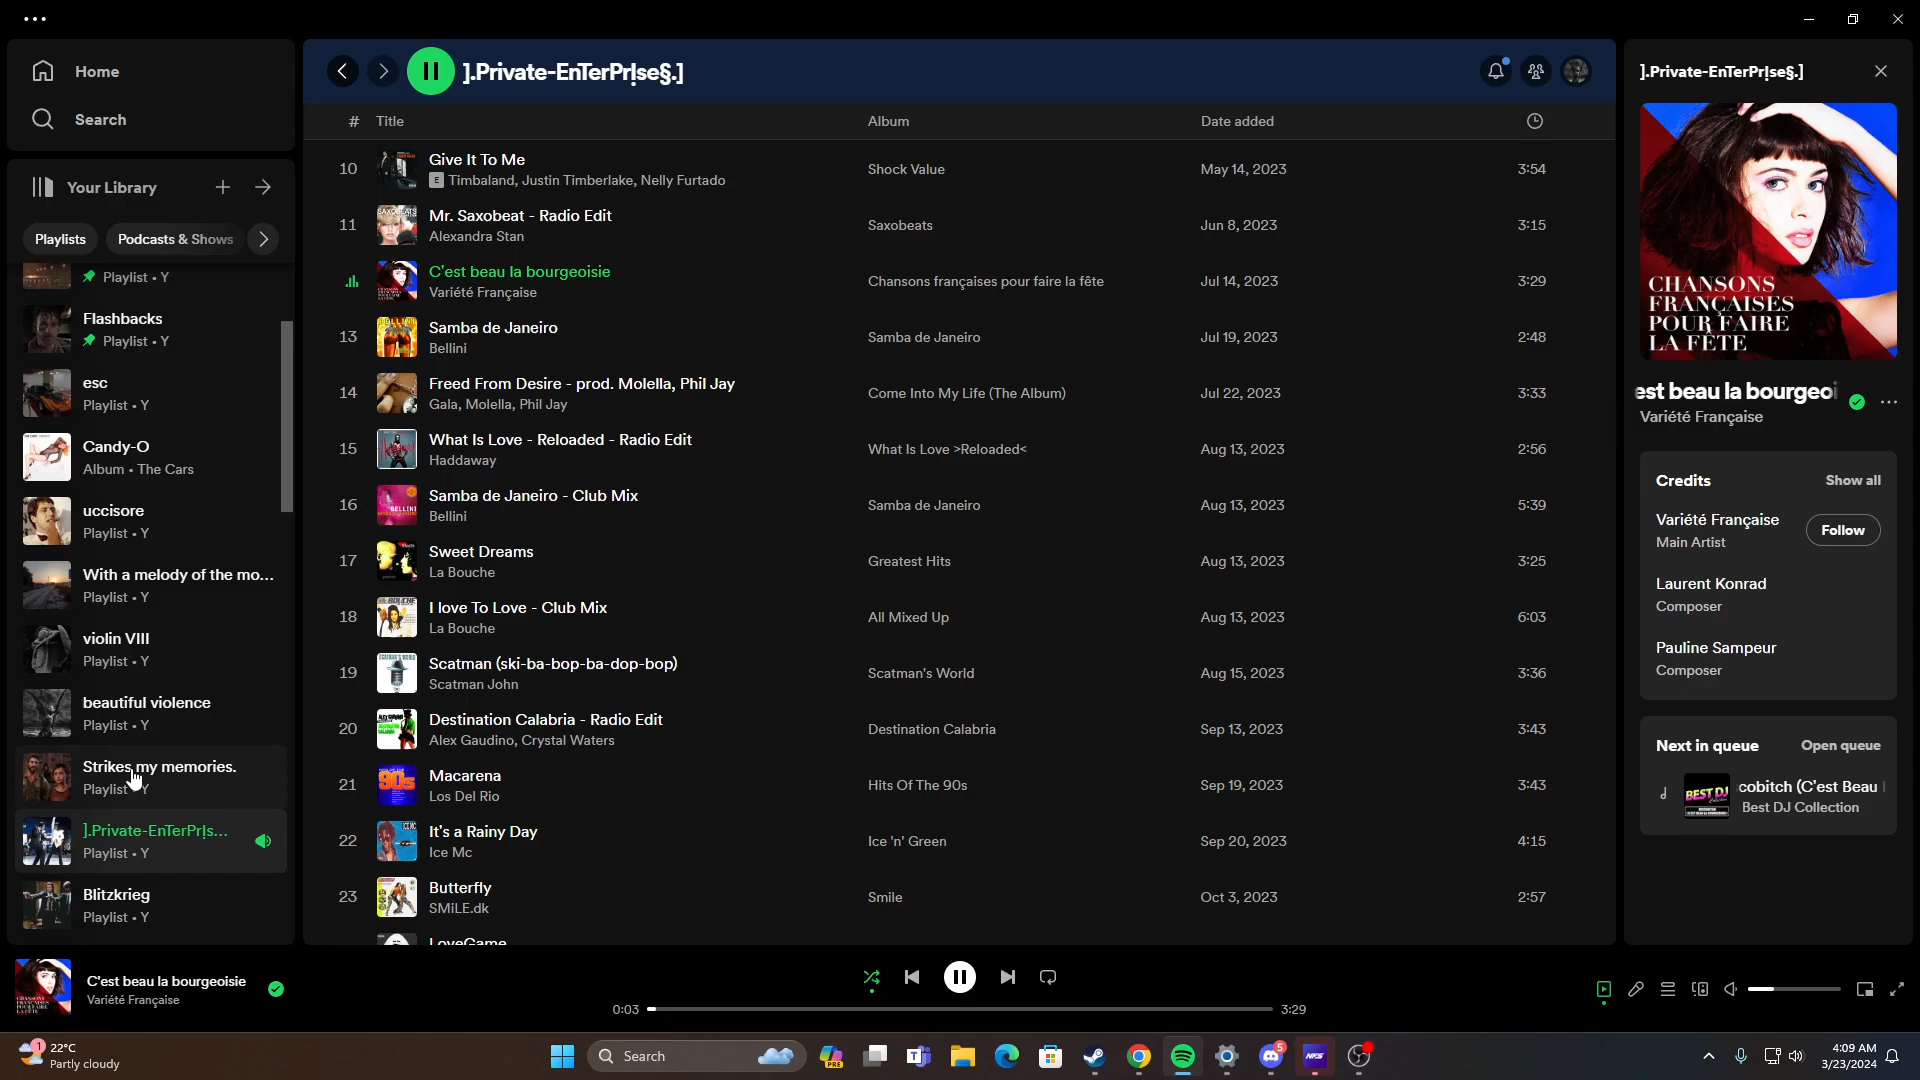 Home
Search
Your Library
Playlists
Podcasts & Shows
Playlist • Y
Flashbacks
Playlist • Y
esc
Playlist • Y
Candy-O
Album • The Cars
uccisore
Playlist • Y
With a melody of the mo...
Playlist • Y
violin VIII
Playlist • Y
beautiful violence
Playlist • Y
Strikes my memories.
Playlist • Y
].Private-EnTerPr|s...
Playlist • Y
Blitzkrieg
Playlist • Y
].Private-EnTerPr|se§.]
# Title Album Date added
10 Give It To Me Shock Value May 14, 2023 3:54
E Timbaland, Justin Timberlake, Nelly Furtado
11 Mr. Saxobeat - Radio Edit Saxobeats Jun 8, 2023 3:15
Alexandra Stan
C'est beau la bourgeoisie Chansons françaises pour faire la fête Jul 14, 2023 3:29
Variété Française
13 Samba de Janeiro Samba de Janeiro Jul 19, 2023 2:48
Bellini
14 Freed From Desire - prod. Molella, Phil Jay Come Into My Life (The Album) Jul 22, 2023 3:33
Gala, Molella, Phil Jay
15 What Is Love - Reloaded - Radio Edit What Is Love >Reloaded< Aug 13, 2023 2:56
Haddaway
16 Samba de Janeiro - Club Mix Samba de Janeiro Aug 13, 2023 5:39
Bellini
17 Sweet Dreams Greatest Hits Aug 13, 2023 3:25
La Bouche
18 I love To Love - Club Mix All Mixed Up Aug 13, 2023 6:03
La Bouche
19 Scatman (ski-ba-bop-ba-dop-bop) Scatman's World Aug 15, 2023 3:36
Scatman John
20 Destination Calabria - Radio Edit Destination Calabria Sep 13, 2023 3:43
Alex Gaudino, Crystal Waters
21 Macarena Hits Of The 90s Sep 19, 2023 3:43
Los Del Rio
22 It's a Rainy Day Ice 'n' Green Sep 20, 2023 4:15
Ice Mc
23 Butterfly Smile Oct 3, 2023 2:57
SMiLE.dk
LoveGame
].Private-EnTerPr|se§.]
CHANSONS
FRANÇAISES
POUR FAIRE
LA FÊTE
est beau la bourgeoi
Variété Française
Credits Show all
Variété Française
Main Artist
Follow
Laurent Konrad
Composer
Pauline Sampeur
Composer
Next in queue Open queue
BEST DJ
cobitch (C'est Beau
Best DJ Collection
C'est beau la bourgeoisie
Variété Française
0:03
3:29
1
22°C
Partly cloudy
Search
PRE
5
NFS
4:09 AM
3/23/2024